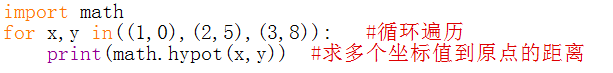 import math
for x,y in((1,0),(2,5),(3,8)):   #循环遍历
    print(math.hypot(x,y))  #求多个坐标值到原点的距离